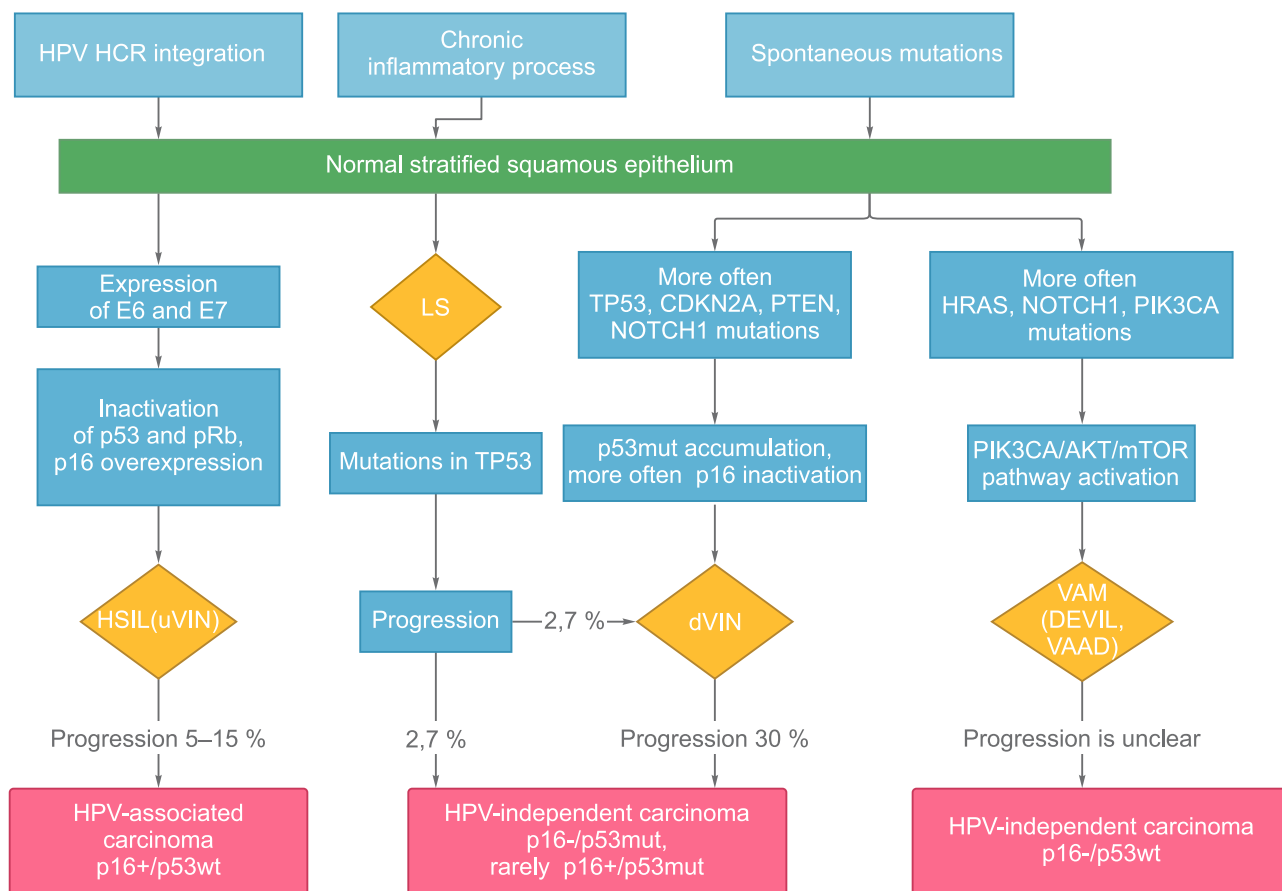 HPV HCR integration
Chronic
inflammatory process
Spontaneous mutations
Normal stratified squamous epithelium
Expression
of E6 and E7
LS
More often
TP53, CDKN2A, PTEN,
NOTCH1 mutations
More often
HRAS, NOTCH1, PIK3CA
mutations
Inactivation
of p53 and pRb,
p16 overexpression
Mutations in TP53
p53mut accumulation,
more often p16 inactivation
PIK3CA/AKT/mTOR
pathway activation
HSIL(uVIN)
Progression
2,7 %
dVIN
VAM
(DEVIL,
VAAD)
Progression 5–15 %
2,7 %
Progression 30 %
Progression is unclear
HPV-associated
carcinoma
p16+/p53wt
HPV-independent carcinoma
p16-/p53mut,
rarely p16+/p53mut
HPV-independent carcinoma
p16-/p53wt